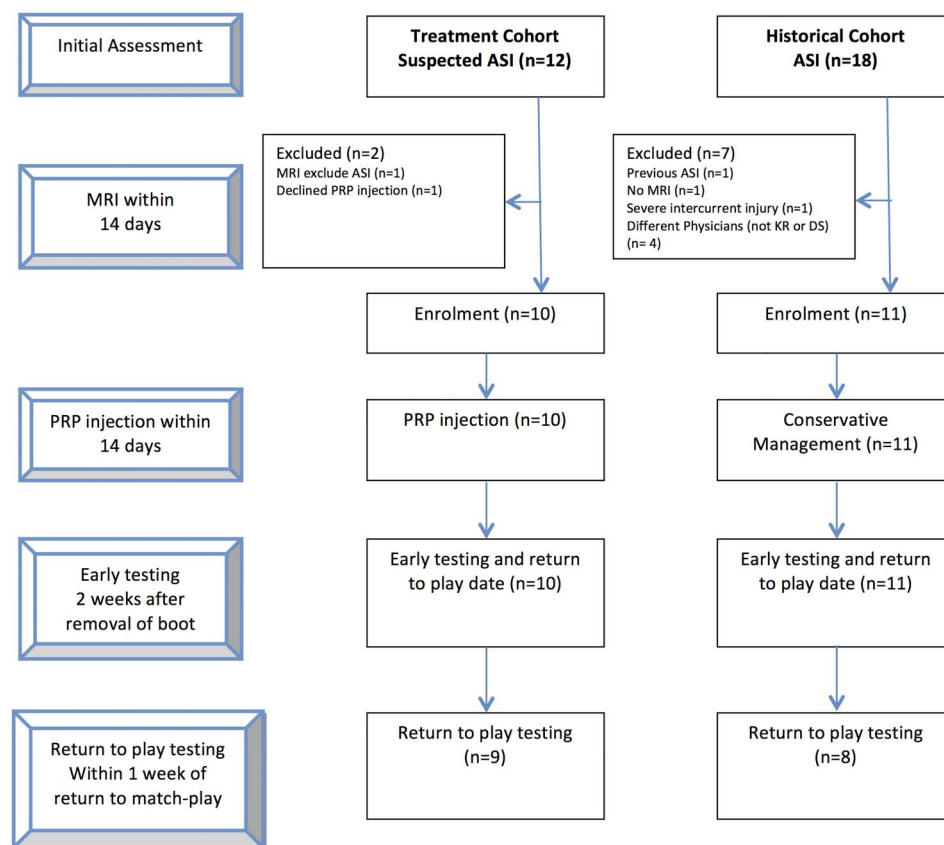 Initial Assessment
Treatment Cohort
Suspected ASI (n=12)
Historical Cohort
ASI (n=18)
MRI within
14 days
Excluded (n=2)
MRI exclude ASI (n=1)
Declined PRP injection (n=1)
Excluded (n=7)
Previous ASI (n=1)
No MRI (n=1)
Severe intercurrent injury (n=1)
Different Physicians (not KR or DS)
(n= 4)
Enrolment (n=10)
Enrolment (n=11)
PRP injection within
14 days
PRP injection (n=10)
Conservative
Management (n=11)
Early testing
2 weeks after
removal of boot
Early testing and return
to play date (n=10)
Early testing and return
to play date (n=11)
Return to play testing
Within 1 week of
return to match-play
Return to play testing
(n=9)
Return to play testing
(n=8)